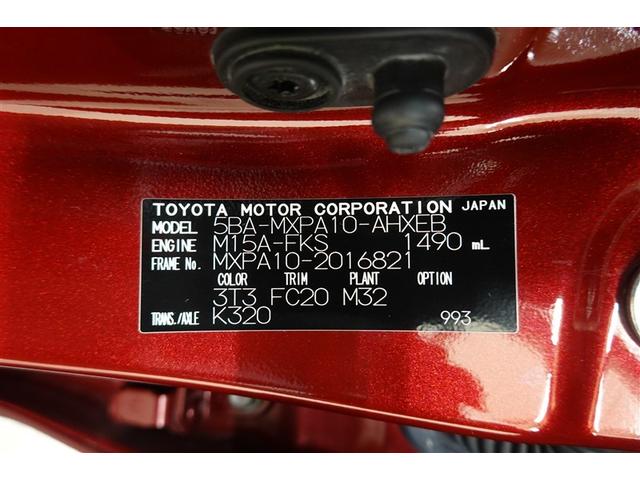 TOYOTA MOTOR CORPORATION JAPAN
MODEL 5BA-MXPA10-AHXEB
ENGINE M15A-FKS 1490 mL
FRAME No. MXPA10-2016821
COLOR TRIM PLANT OPTION
3T3 FC20 M32
TRANS./AXLE K320 993